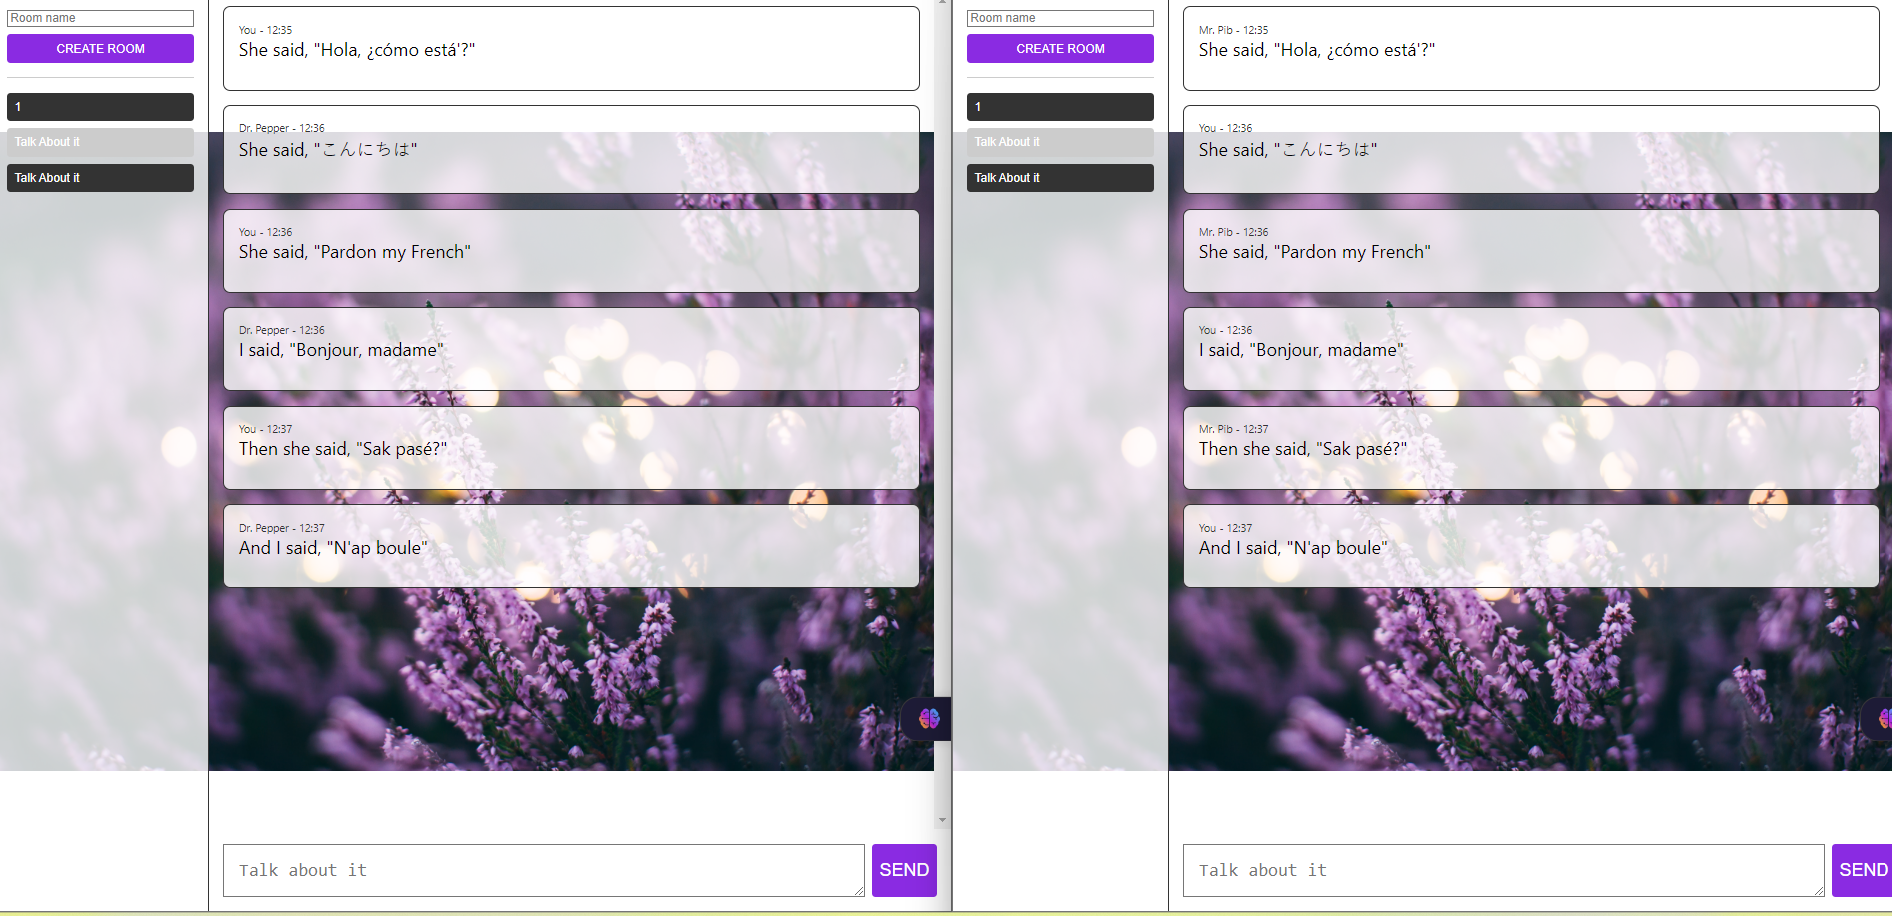 Room name
CREATE ROOM
1
Talk About it
Talk About it
You - 12:35
She said, "Hola, ¿cómo está'?"
Dr. Pepper - 12:36
She said, "こんにちは"
You - 12:36
She said, "Pardon my French"
Dr. Pepper - 12:36
I said, "Bonjour, madame"
You - 12:37
Then she said, "Sak pasé?"
Dr. Pepper - 12:37
And I said, "N'ap boule"
Talk about it
SEND
Room name
CREATE ROOM
1
Talk About it
Talk About it
Mr. Pib - 12:35
She said, "Hola, ¿cómo está'?"
You - 12:36
She said, "こんにちは"
Mr. Pib - 12:36
She said, "Pardon my French"
You - 12:36
I said, "Bonjour, madame"
Mr. Pib - 12:37
Then she said, "Sak pasé?"
You - 12:37
And I said, "N'ap boule"
Talk about it
SEND